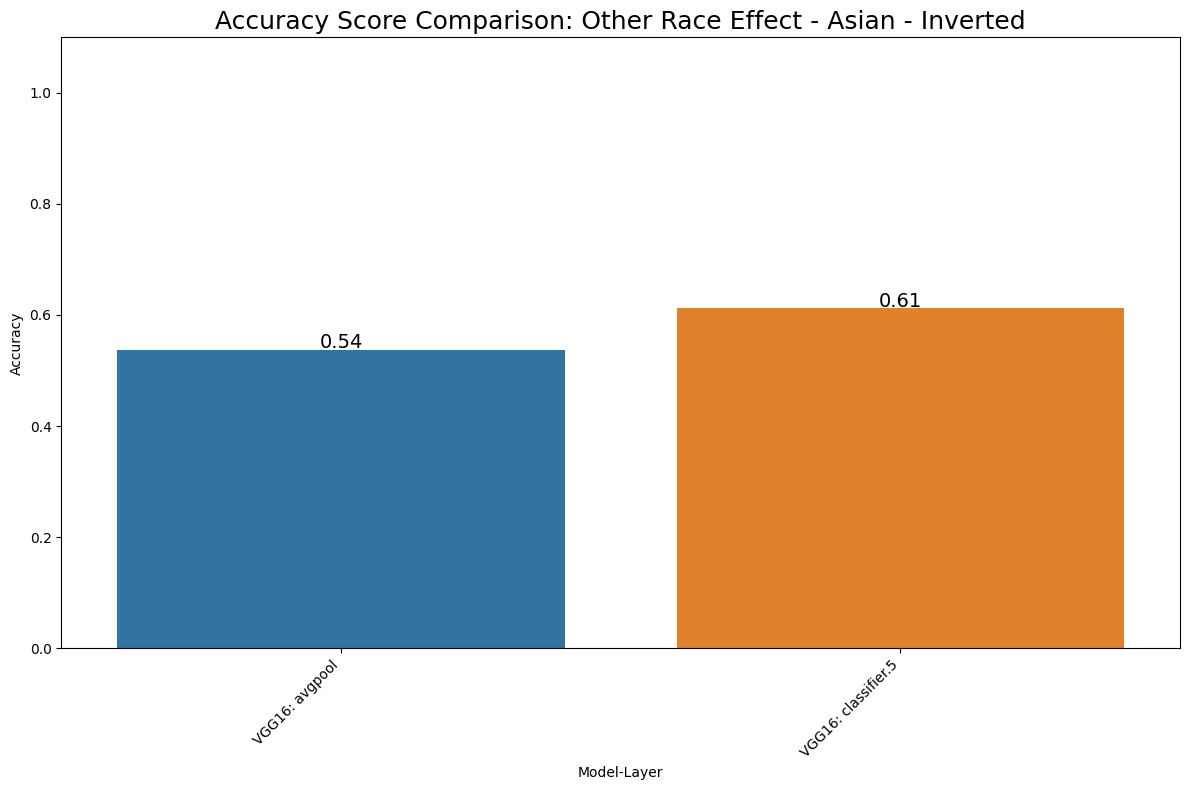 Accuracy Score Comparison: Other Race Effect - Asian - Inverted
1.0
0.8
0.6
0.4
0.2
0.0
Accuracy
0.54
0.61
VGG16: avgpool
VGG16: classifier.5
Model-Layer